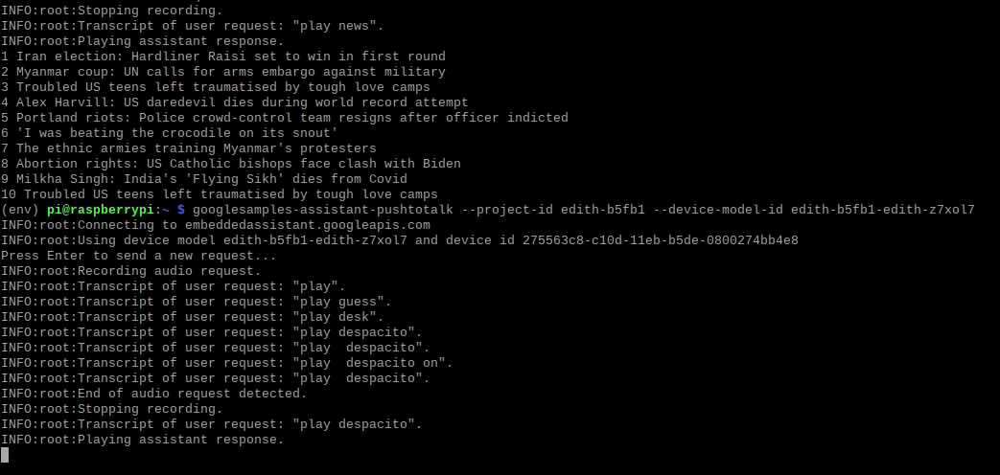 INFO:root:Stopping recording.
INFO:root:Transcript of user request: "play news".
INFO:root:Playing assistant response.
1 Iran election: Hardliner Raisi set to win in first round
2 Myanmar coup: UN calls for arms embargo against military
3 Troubled US teens left traumatised by tough love camps
4 Alex Harvill: US daredevil dies during world record attempt
5 Portland riots: Police crowd-control team resigns after officer indicted
6 'I was beating the crocodile on its snout'
7 The ethnic armies training Myanmar's protesters
8 Abortion rights: US Catholic bishops face clash with Biden
9 Milkha Singh: India's 'Flying Sikh' dies from Covid
10 Troubled US teens left traumatised by tough love camps
(env) pi@raspberrypi:~ $ googlesamples-assistant-pushtotalk --project-id edith-b5fb1 --device-model-id edith-b5fb1-edith-z7xol7
INFO:root:Connecting to embeddedassistant.googleapis.com
INFO:root:Using device model edith-b5fb1-edith-z7xol7 and device id 275563c8-c10d-11eb-b5de-0800274bb4e8
Press Enter to send a new request...
INFO:root:Recording audio request.
INFO:root:Transcript of user request: "play".
INFO:root:Transcript of user request: "play guess".
INFO:root:Transcript of user request: "play desk".
INFO:root:Transcript of user request: "play despacito".
INFO:root:Transcript of user request: "play  despacito".
INFO:root:Transcript of user request: "play  despacito on".
INFO:root:Transcript of user request: "play  despacito".
INFO:root:End of audio request detected.
INFO:root:Stopping recording.
INFO:root:Transcript of user request: "play despacito".
INFO:root:Playing assistant response.